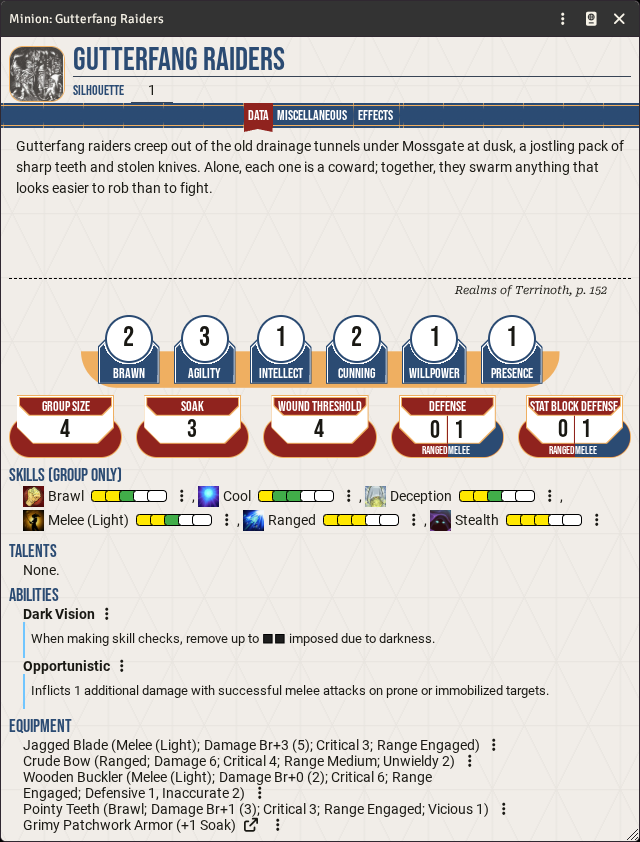 Minion: Gutterfang Raiders
GUTTERFANG RAIDERS
SILHOUETTE 1
DATA MISCELLANEOUS EFFECTS
Gutterfang raiders creep out of the old drainage tunnels under Mossgate at dusk, a jostling pack of
sharp teeth and stolen knives. Alone, each one is a coward; together, they swarm anything that
looks easier to rob than to fight.
Realms of Terrinoth, p. 152
2 3 1 2 1 1
BRAWN AGILITY INTELLECT CUNNING WILLPOWER PRESENCE
GROUP SIZE SOAK WOUND THRESHOLD DEFENSE STAT BLOCK DEFENSE
4 3 4 0 1 0 1
RANGED MELEE RANGED MELEE
SKILLS (GROUP ONLY)
Brawl , Cool , Deception ,
Melee (Light) , Ranged , Stealth
TALENTS
None.
ABILITIES
Dark Vision
When making skill checks, remove up to ■■ imposed due to darkness.
Opportunistic
Inflicts 1 additional damage with successful melee attacks on prone or immobilized targets.
EQUIPMENT
Jagged Blade (Melee (Light); Damage Br+3 (5); Critical 3; Range Engaged)
Crude Bow (Ranged; Damage 6; Critical 4; Range Medium; Unwieldy 2)
Wooden Buckler (Melee (Light); Damage Br+0 (2); Critical 6; Range
Engaged; Defensive 1, Inaccurate 2)
Pointy Teeth (Brawl; Damage Br+1 (3); Critical 3; Range Engaged; Vicious 1)
Grimy Patchwork Armor (+1 Soak)